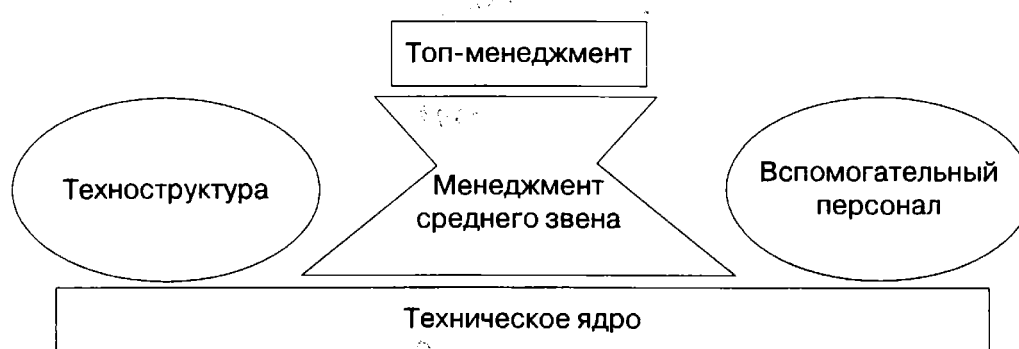 Топ-менеджмент
Техноструктура
Менеджмент
среднего звена
Вспомогательный
персонал
Техническое ядро